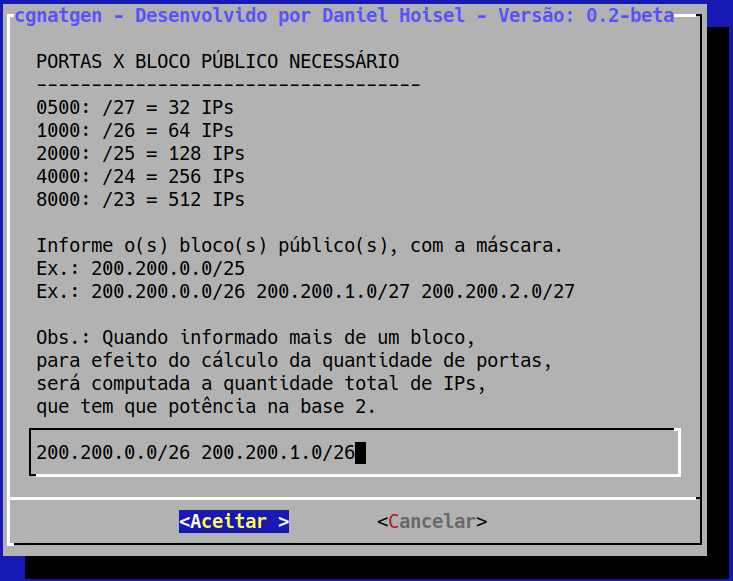 cgnatgen - Desenvolvido por Daniel Hoisel - Versão: 0.2-beta
PORTAS X BLOCO PÚBLICO NECESSÁRIO
-----------------------------------
0500: /27 = 32 IPs
1000: /26 = 64 IPs
2000: /25 = 128 IPs
4000: /24 = 256 IPs
8000: /23 = 512 IPs
Informe o(s) bloco(s) público(s), com a máscara.
Ex.: 200.200.0.0/25
Ex.: 200.200.0.0/26 200.200.1.0/27 200.200.2.0/27
Obs.: Quando informado mais de um bloco,
para efeito do cálculo da quantidade de portas,
será computada a quantidade total de IPs,
que tem que potência na base 2.
200.200.0.0/26 200.200.1.0/26
<Aceitar > <Cancelar>